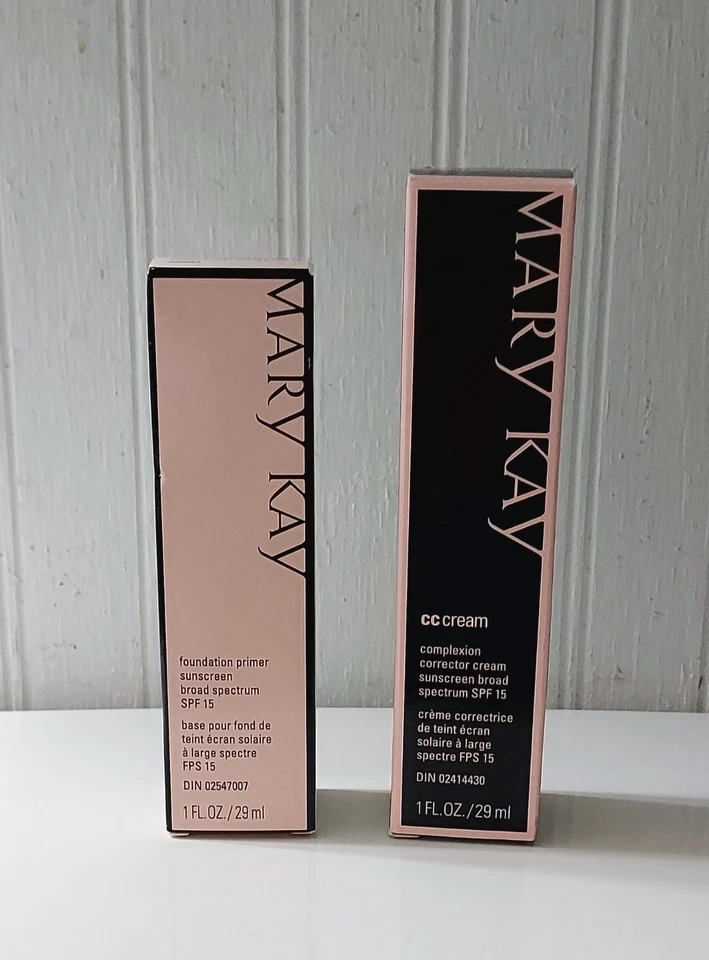 MARY KAY
foundation primer
sunscreen
broad spectrum
SPF 15
base pour fond de
teint écran solaire
à large spectre
FPS 15
DIN 02547007
1 FL.OZ./29 ml
MARY KAY
cc cream
complexion
corrector cream
sunscreen broad
spectrum SPF 15
crème correctrice
de teint écran
solaire à large
spectre FPS 15
DIN 02414430
1 FL.OZ./29 ml